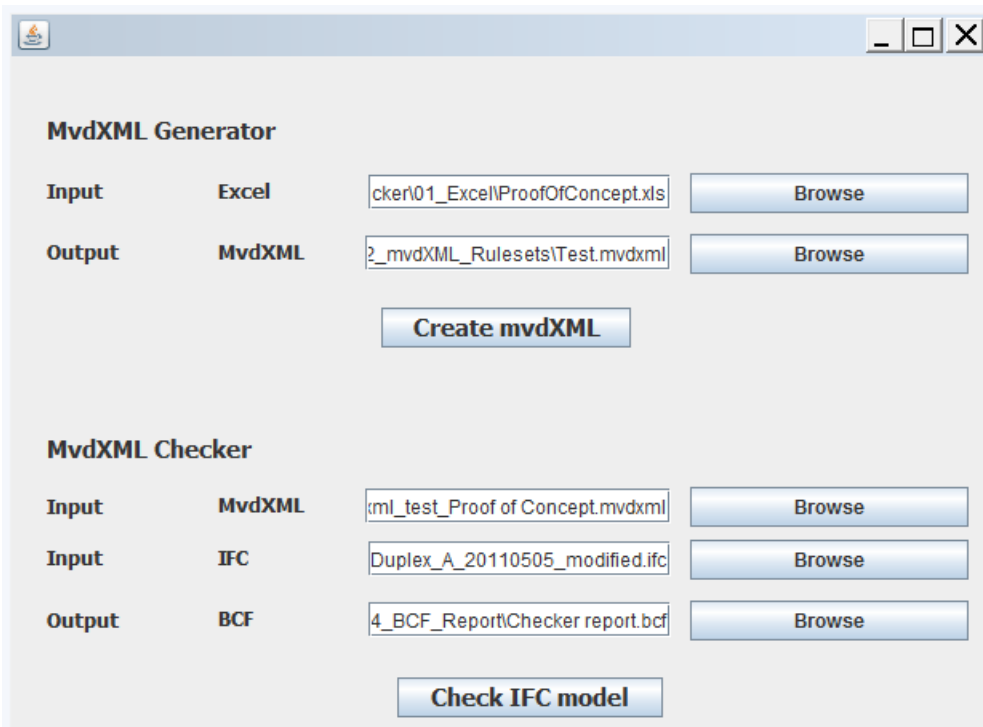 MvdXML Generator
Input Excel cker\01_Excel\ProofOfConcept.xls Browse
Output MvdXML 2_mvdXML_Rulesets\Test.mvdxml Browse
Create mvdXML
MvdXML Checker
Input MvdXML xml_test_Proof of Concept.mvdxml Browse
Input IFC Duplex_A_20110505_modified.ifc Browse
Output BCF 4_BCF_Report\Checker report.bcf Browse
Check IFC model